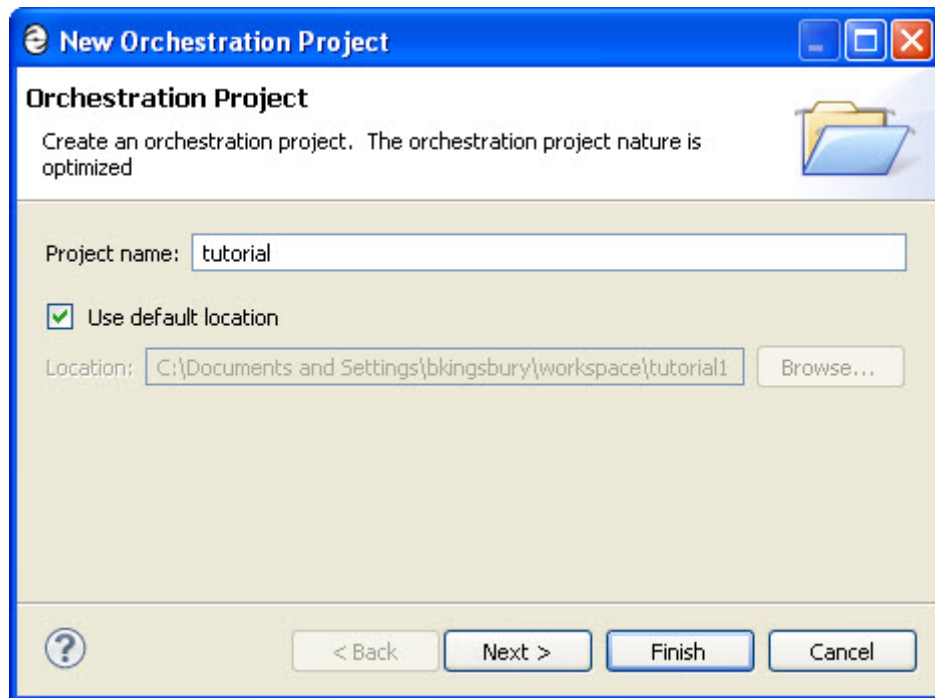 New Orchestration Project
Orchestration Project
Create an orchestration project. The orchestration project nature is
optimized
Project name: tutorial
Use default location
Location: C:\Documents and Settings\bkingsbury\workspace\tutorial1 Browse...
? < Back Next > Finish Cancel